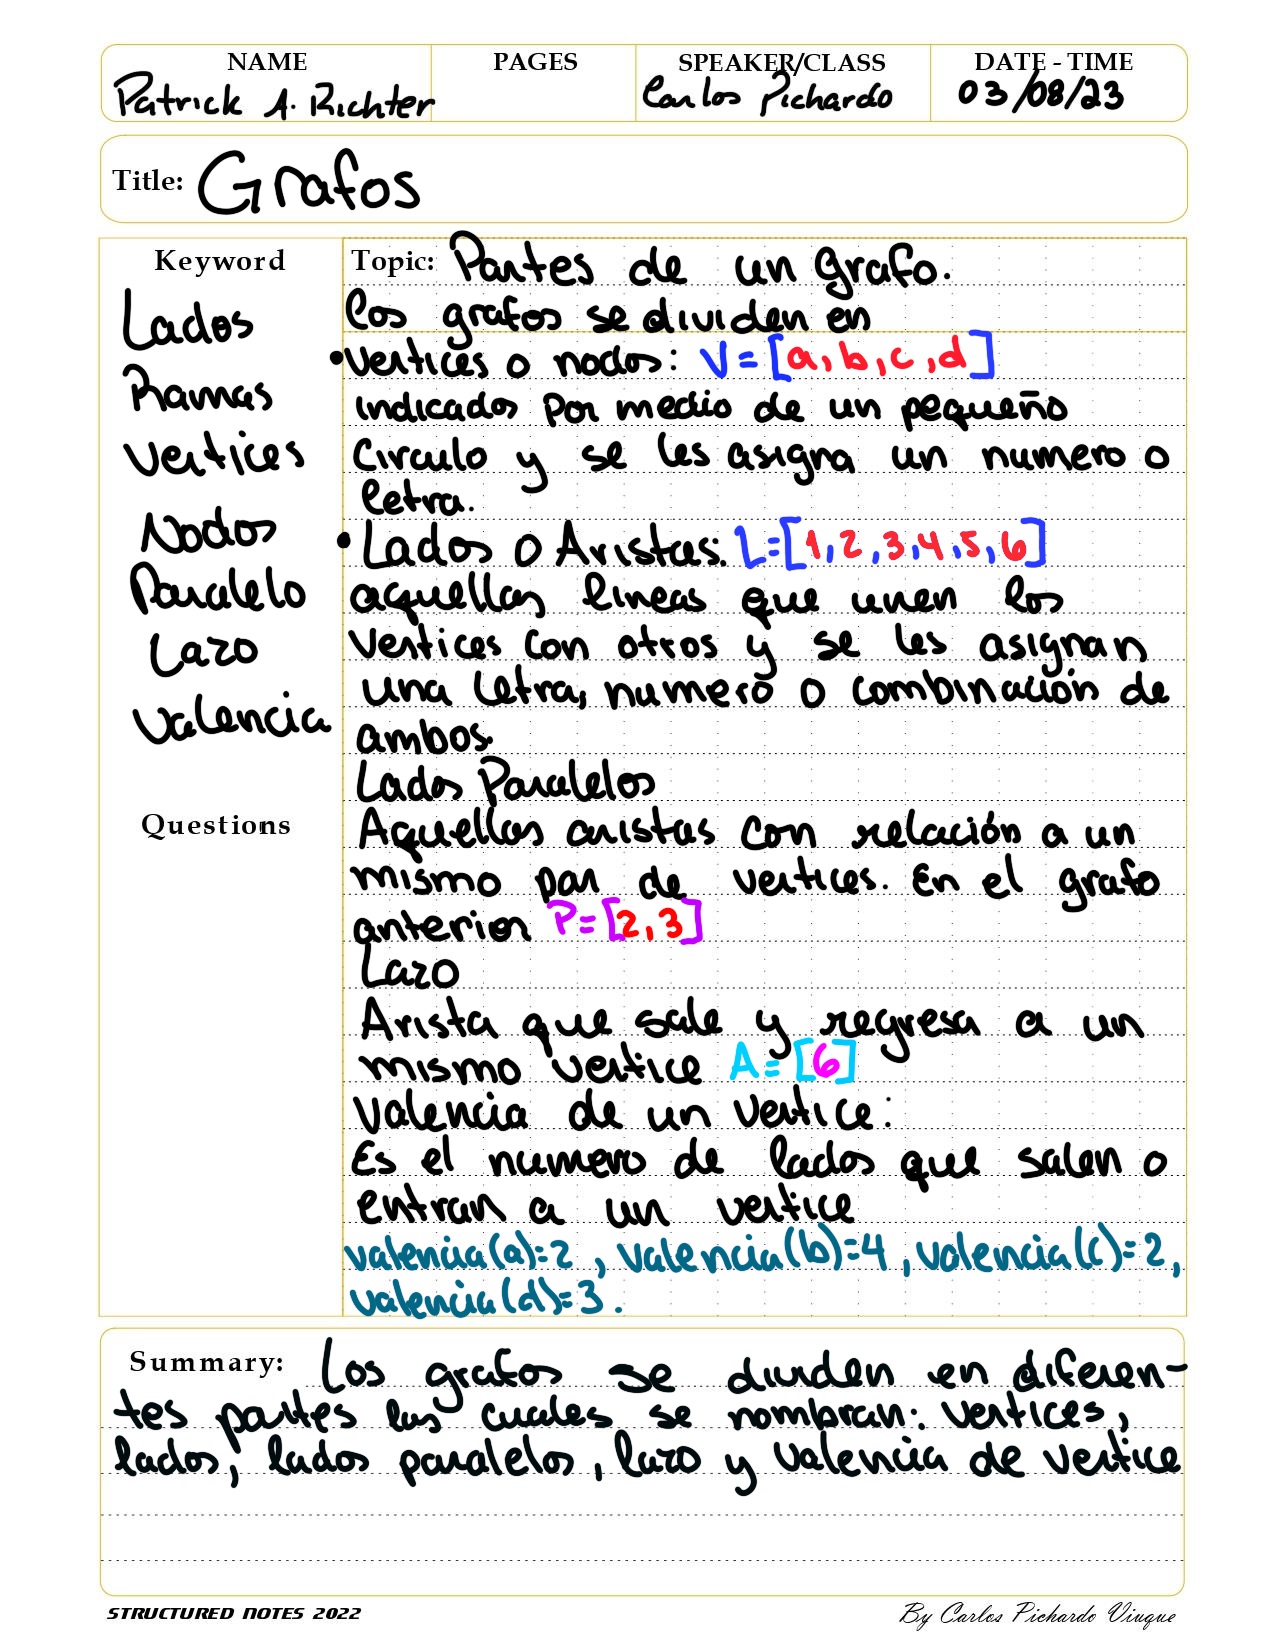 NAME PAGES SPEAKER/CLASS DATE - TIME
Patrick A. Richter Carlos Pichardo 03/08/23
Title: Grafos
Keyword
Lados
Ramas
Vertices
Nodos
Paralelo
Lazo
Valencia
Questions
Topic: Partes de un grafo.
Los grafos se dividen en
•Vertices o nodos: V=[a,b,c,d]
indicados por medio de un pequeño
Circulo y se les asigna un numero o
letra.
•Lados o Aristas: L=[1,2,3,4,5,6]
aquellas lineas que unen los
vertices con otros y se les asignan
una letra, numero o combinación de
ambos.
Lados Paralelos
Aquellas aristas con relación a un
mismo par de vertices. En el grafo
anterior P=[2,3]
Lazo
Arista que sale y regresa a un
mismo vertice A=[6]
Valencia de un vertice:
Es el numero de lados que salen o
entran a un vertice
valencia(a)=2, valencia(b)=4, valencia(c)=2,
valencia(d)=3.
Summary: Los grafos se dividen en diferen-
tes partes las cuales se nombran: vertices,
lados, lados paralelos, lazo y valencia de vertice
STRUCTURED NOTES 2022 By Carlos Pichardo Viuque